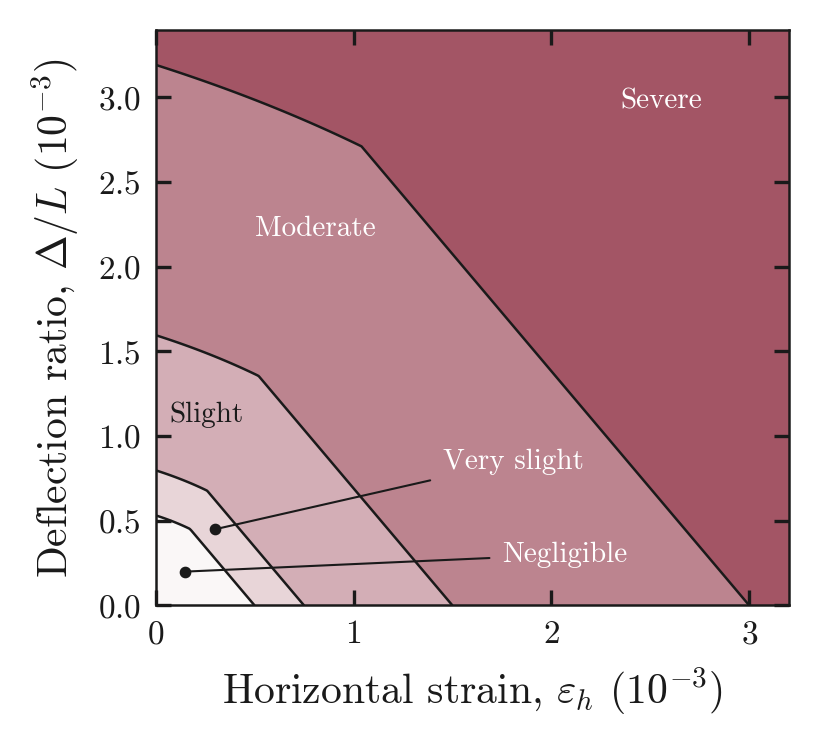 Deflection ratio, Δ/L (10⁻³)
3.0
2.5
2.0
1.5
1.0
0.5
0.0
Severe
Moderate
Slight
Very slight
Negligible
0 1 2 3
Horizontal strain, εₕ (10⁻³)